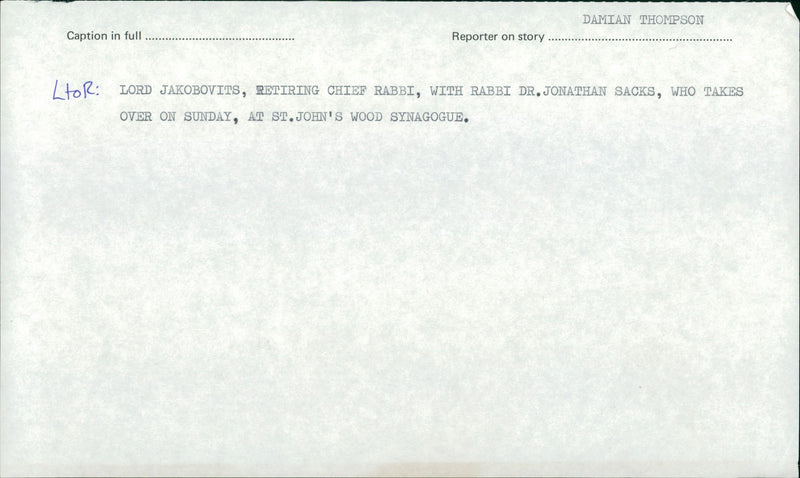 DAMIAN THOMPSON
Caption in full ............................................. Reporter on story .......................................................
LtoR: LORD JAKOBOVITS, RETIRING CHIEF RABBI, WITH RABBI DR.JONATHAN SACKS, WHO TAKES
OVER ON SUNDAY, AT ST.JOHN'S WOOD SYNAGOGUE.